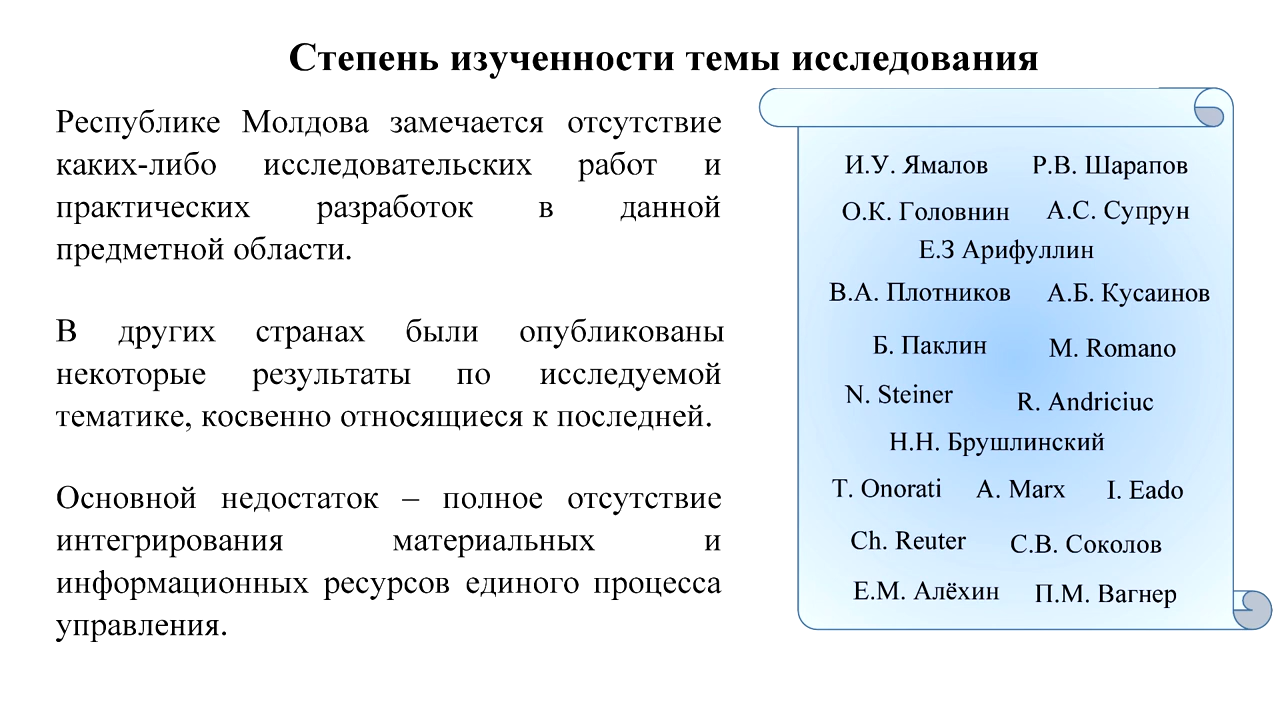 Степень изученности темы исследования
Республике Молдова замечается отсутствие
каких-либо исследовательских работ и
практических разработок в данной
предметной области.
В других странах были опубликованы
некоторые результаты по исследуемой
тематике, косвенно относящиеся к последней.
Основной недостаток – полное отсутствие
интегрирования материальных и
информационных ресурсов единого процесса
управления.
И.У. Ямалов Р.В. Шарапов
О.К. Головнин А.С. Супрун
Е.З Арифуллин
В.А. Плотников А.Б. Кусаинов
Б. Паклин M. Romano
N. Steiner R. Andriciuc
Н.Н. Брушлинский
T. Onorati A. Marx I. Eado
Ch. Reuter С.В. Соколов
Е.М. Алёхин П.М. Вагнер